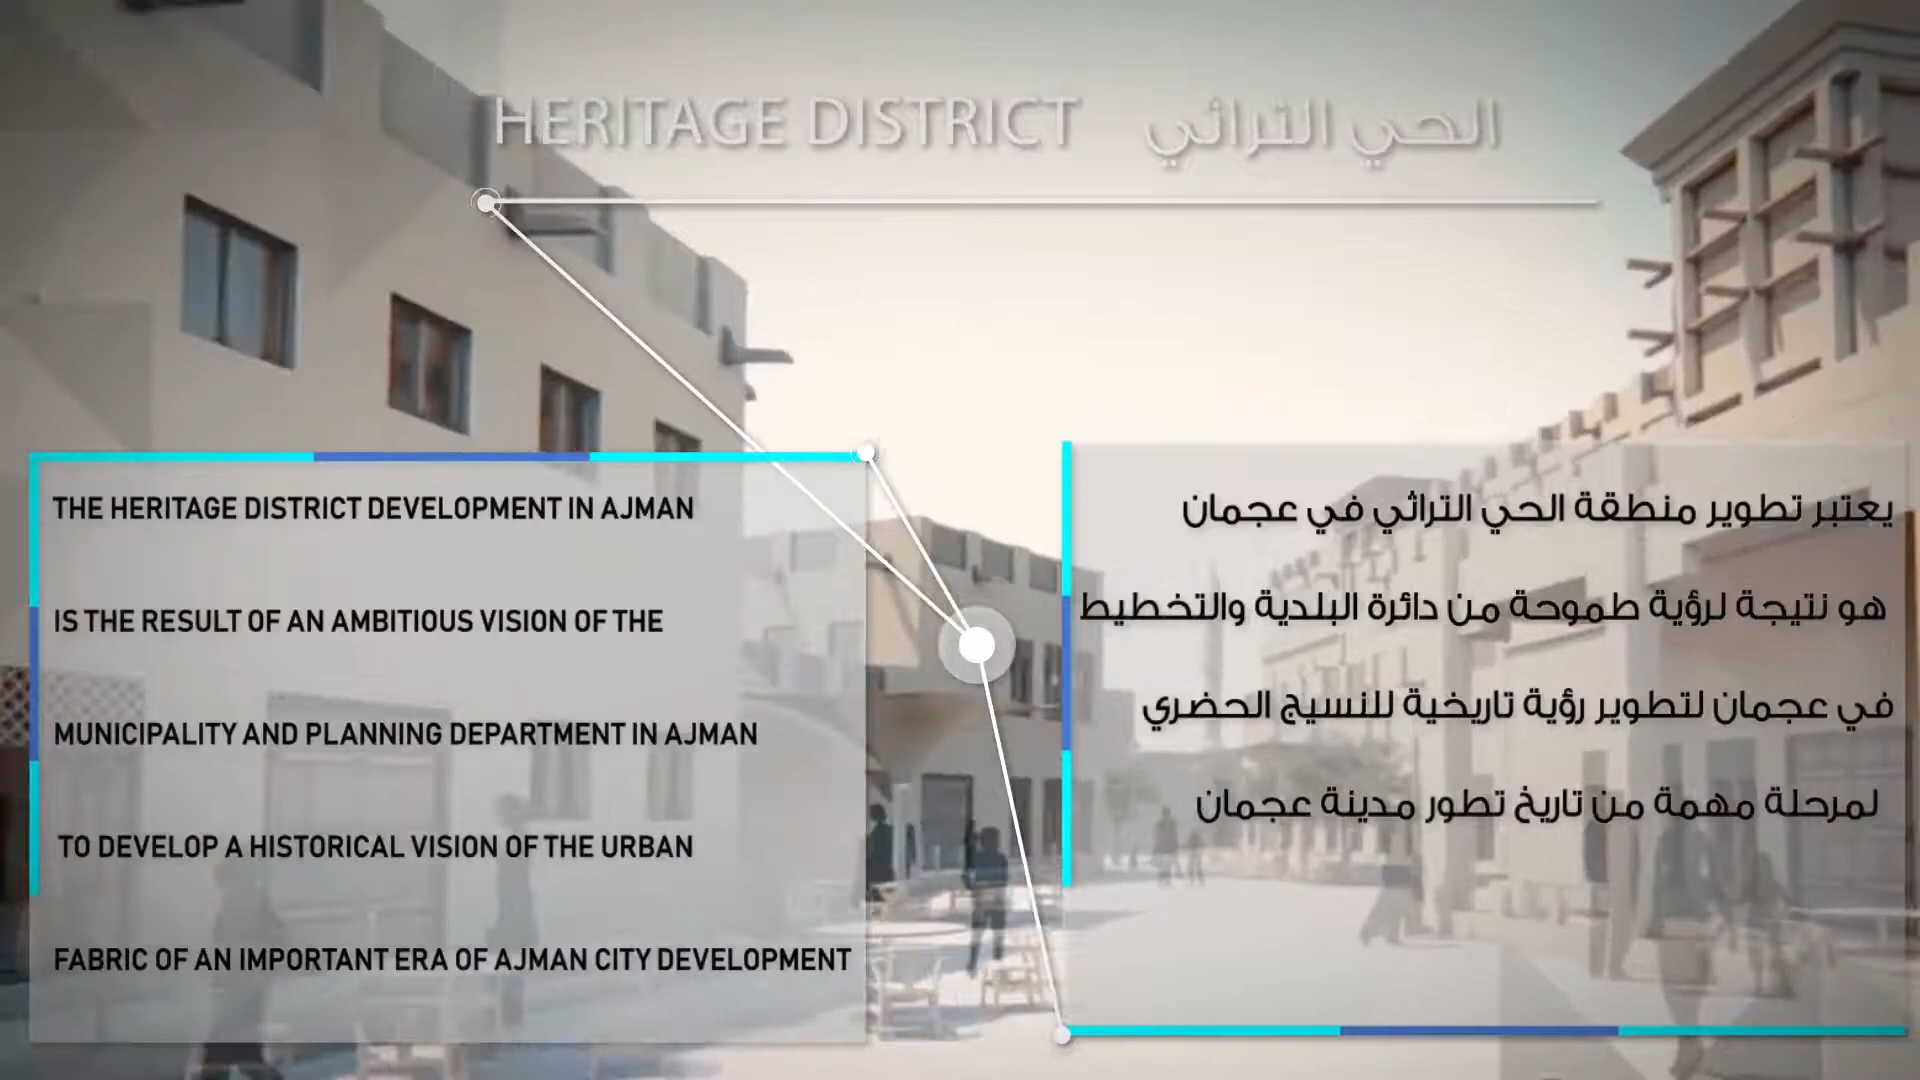 HERITAGE DISTRICT الحي التراثي
THE HERITAGE DISTRICT DEVELOPMENT IN AJMAN
IS THE RESULT OF AN AMBITIOUS VISION OF THE
MUNICIPALITY AND PLANNING DEPARTMENT IN AJMAN
TO DEVELOP A HISTORICAL VISION OF THE URBAN
FABRIC OF AN IMPORTANT ERA OF AJMAN CITY DEVELOPMENT
يعتبر تطوير منطقة الحي التراثي في عجمان
هو نتيجة لرؤية طموحة من دائرة البلدية والتخطيط
في عجمان لتطوير رؤية تاريخية للنسيج الحضري
لمرحلة مهمة من تاريخ تطور مدينة عجمان